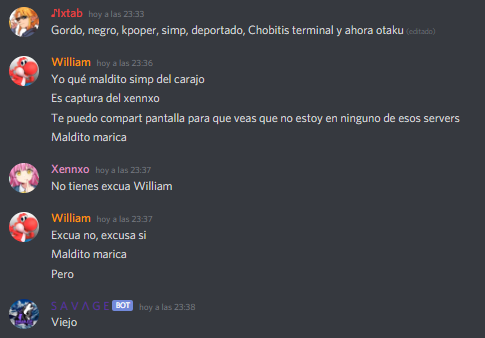 ♪Ixtab hoy a las 23:33
Gordo, negro, kpoper, simp, deportado, Chobitis terminal y ahora otaku (editado)
William hoy a las 23:36
Yo qué maldito simp del carajo
Es captura del xennxo
Te puedo compart pantalla para que veas que no estoy en ninguno de esos servers
Maldito marica
Xennxo hoy a las 23:37
No tienes excua William
William hoy a las 23:37
Excua no, excusa si
Maldito marica
Pero
S A V A G E BOT hoy a las 23:38
Viejo